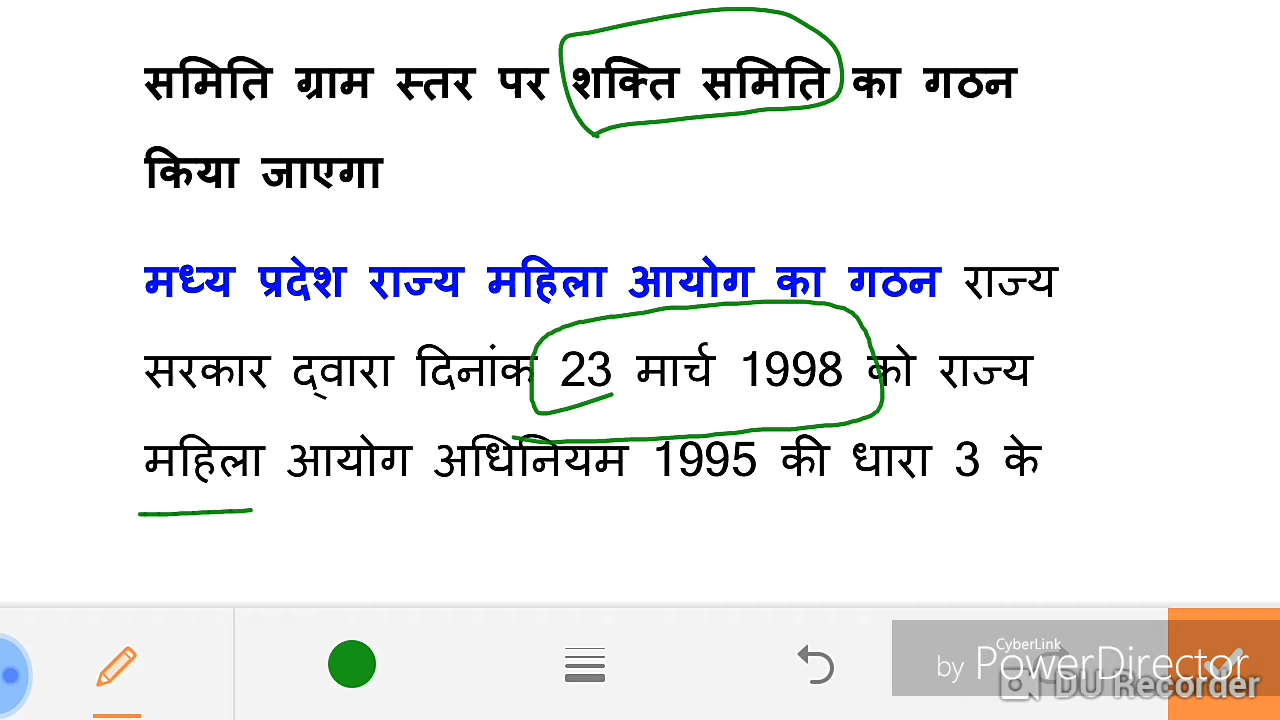 समिति ग्राम स्तर पर शक्ति समिति का गठन
किया जाएगा
मध्य प्रदेश राज्य महिला आयोग का गठन राज्य
सरकार द्वारा दिनांक 23 मार्च 1998 को राज्य
महिला आयोग अधिनियम 1995 की धारा 3 के
CyberLink
by PowerDirector
DU Recorder